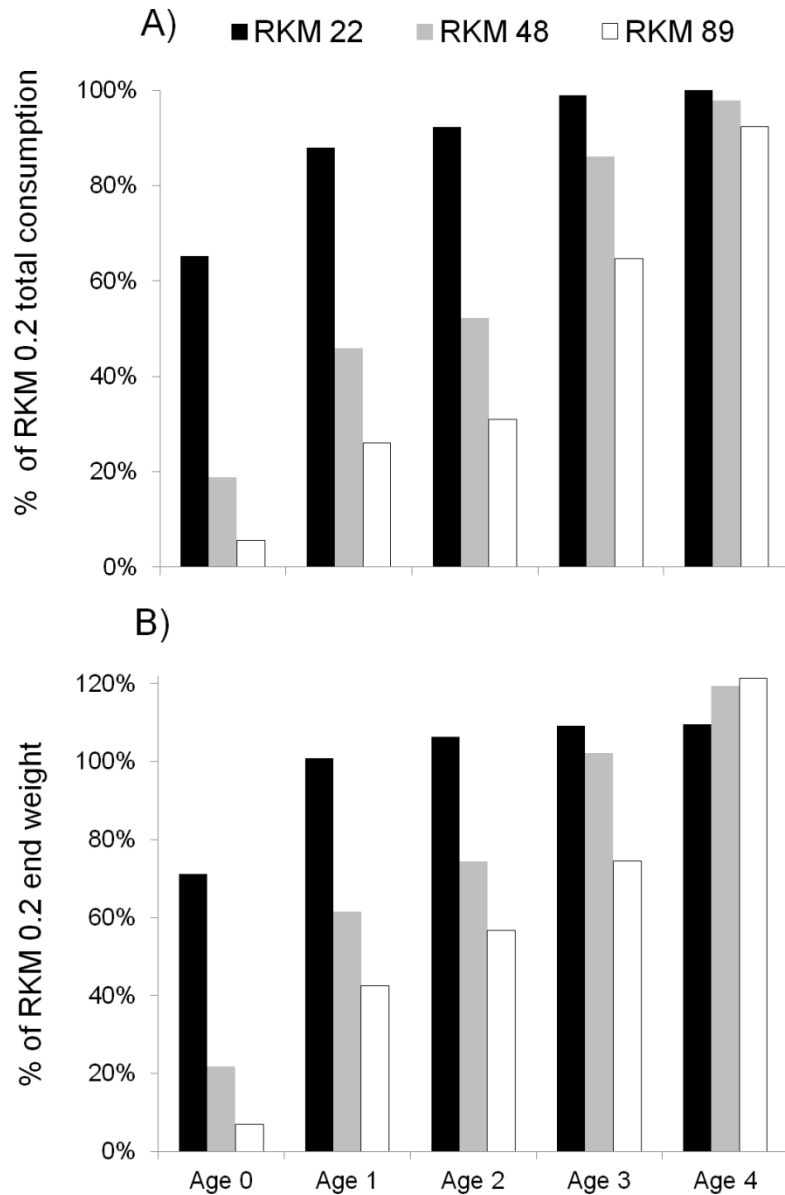 A)
RKM 22 RKM 48 RKM 89
% of RKM 0.2 total consumption
100%
80%
60%
40%
20%
0%
B)
% of RKM 0.2 end weight
120%
100%
80%
60%
40%
20%
0%
Age 0 Age 1 Age 2 Age 3 Age 4